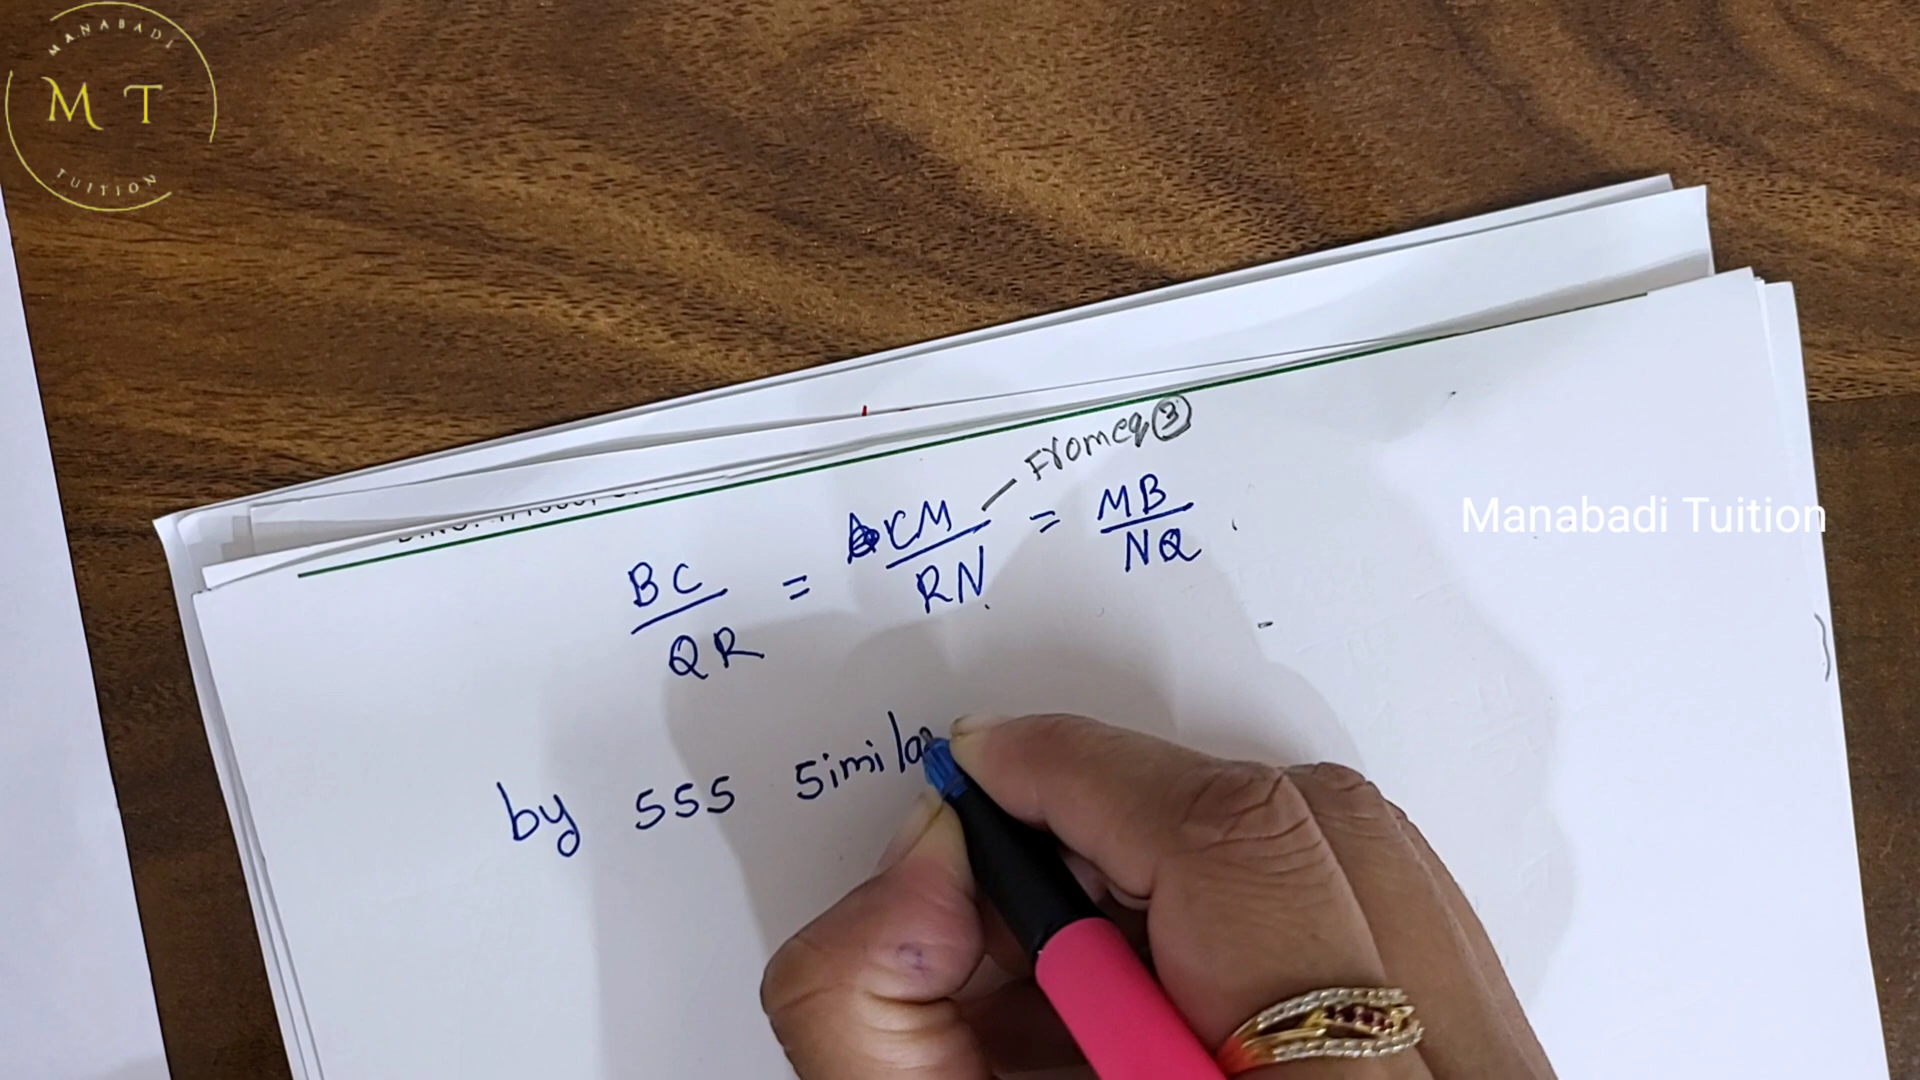 MANABADI
M T
TUITION
From eq ③
BC/QR = CM/RN = MB/NQ
Manabadi Tuition
by SSS Simila